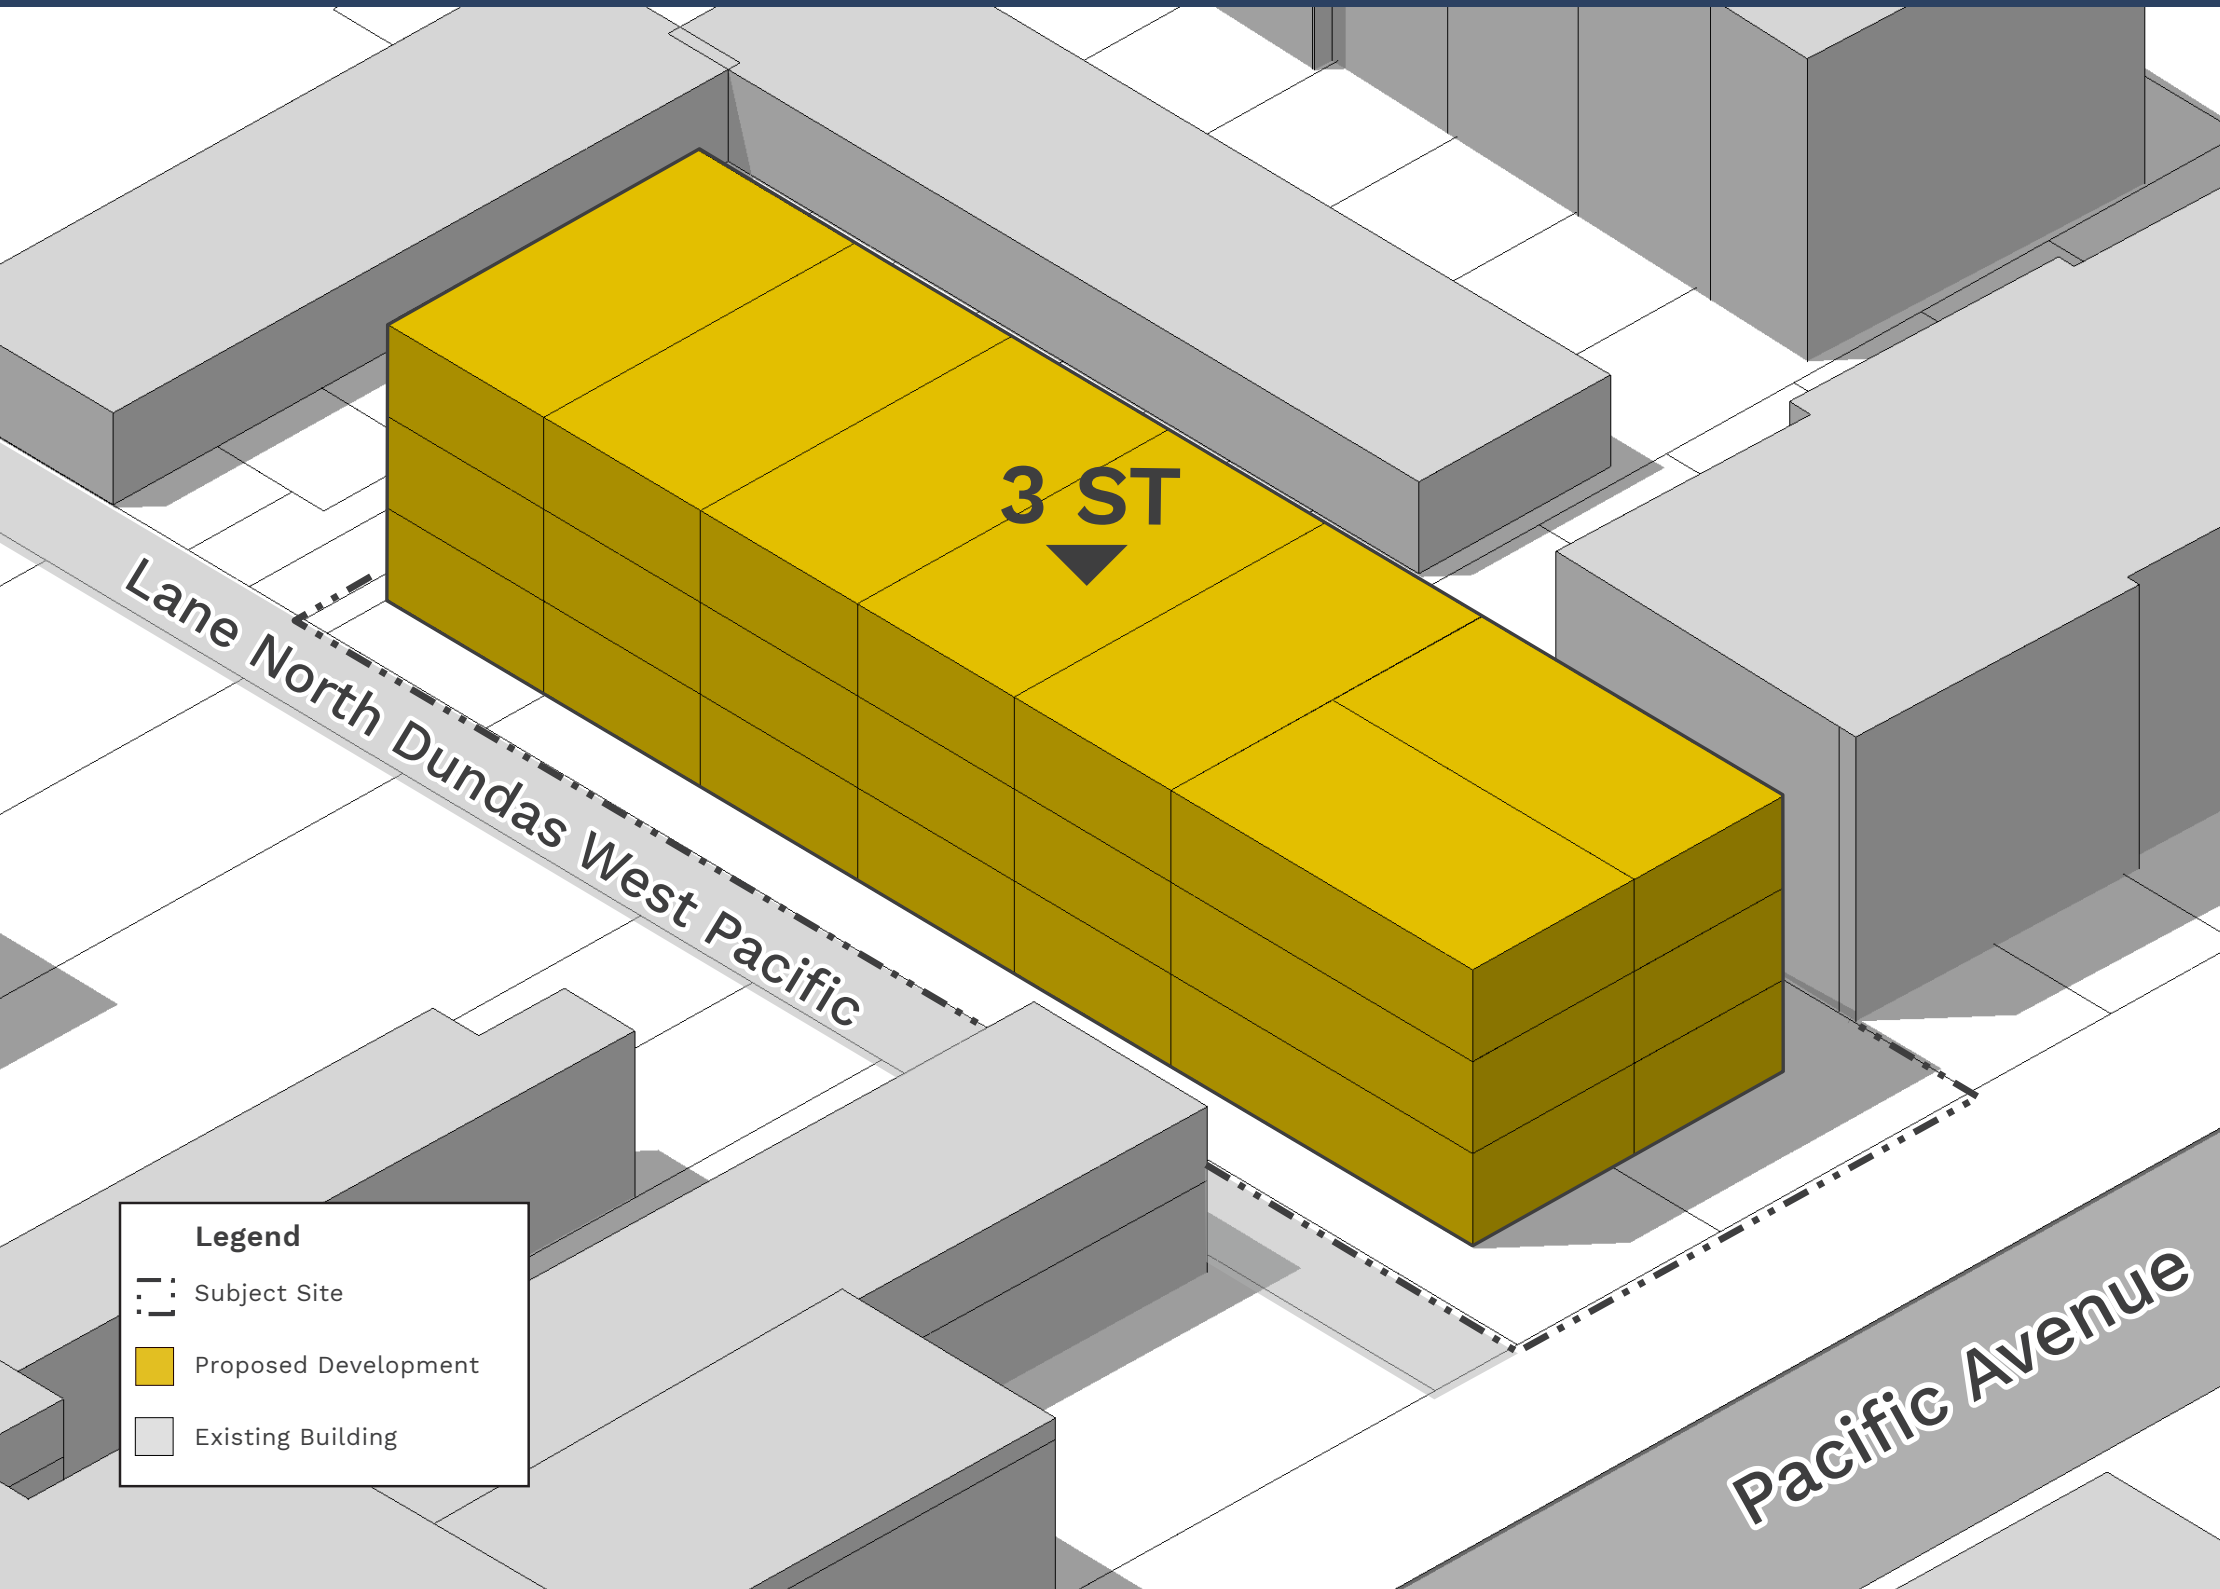 3 ST
Lane North Dundas West Pacific
Pacific Avenue
Legend
Subject Site
Proposed Development
Existing Building